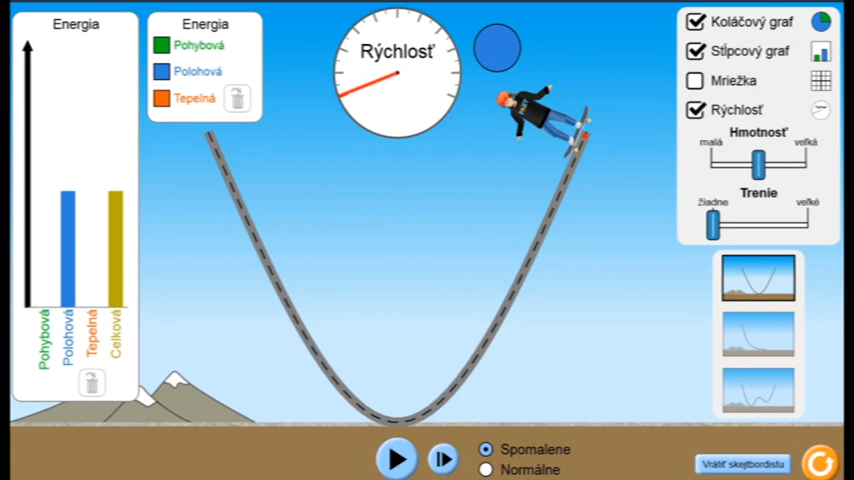 Energia
Pohybová
Polohová
Tepelná
Celková
Energia
Pohybová
Polohová
Tepelná
Rýchlosť
Koláčový graf
Stĺpcový graf
Mriežka
Rýchlosť
Hmotnosť
malá
veľká
Trenie
žiadne
veľké
Spomalene
Normálne
Vrátiť skejtbordistu